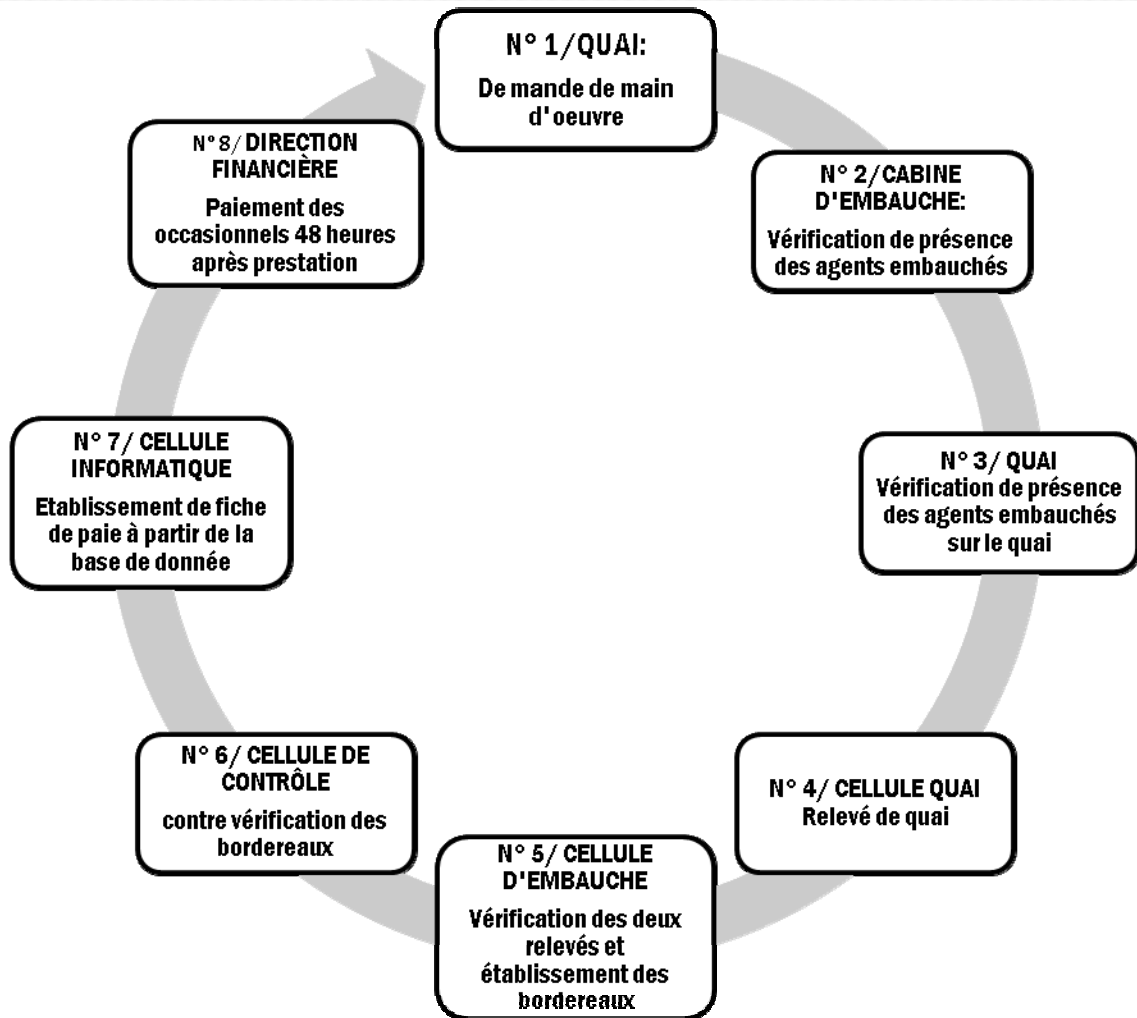 N° 1/QUAI:
De mande de main
d'oeuvre
N° 2/CABINE
D'EMBAUCHE:
Vérification de présence
des agents embauchés
N° 3/ QUAI
Vérification de présence
des agents embauchés
sur le quai
N° 4/ CELLULE QUAI
Relevé de quai
N° 5/ CELLULE
D'EMBAUCHE
Vérification des deux
relevés et
établissement des
bordereaux
N° 6/ CELLULE DE
CONTRÔLE
contre vérification des
bordereaux
N° 7/ CELLULE
INFORMATIQUE
Etablissement de fiche
de paie à partir de la
base de donnée
N° 8/ DIRECTION
FINANCIÈRE
Paiement des
occasionnels 48 heures
après prestation